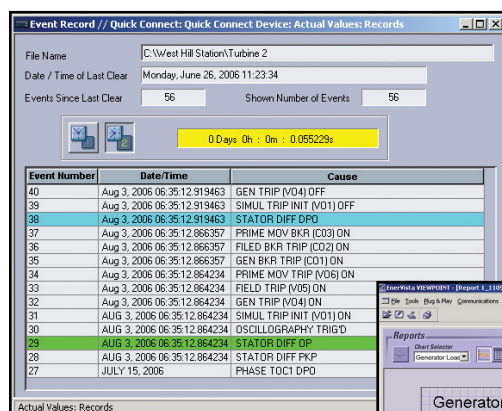 Event Record // Quick Connect: Quick Connect Device: Actual Values: Records
File Name C:\West Hill Station\Turbine 2
Date / Time of Last Clear Monday, June 26, 2006 11:23:34
Events Since Last Clear 56 Shown Number of Events 56
2 0 Days 0h : 0m : 0.055229s
Event Number Date/Time Cause
40 Aug 3, 2006 06:35:12.919463 GEN TRIP (VO4) OFF
39 Aug 3, 2006 06:35:12.919463 SIMUL TRIP INIT (VO1) OFF
38 Aug 3, 2006 06:35:12.919463 STATOR DIFF DPO
37 Aug 3, 2006 06:35:12.866357 PRIME MOV BKR (C03) ON
36 Aug 3, 2006 06:35:12.866357 FILED BKR TRIP (CO2) ON
35 Aug 3, 2006 06:35:12.866357 GEN BKR TRIP (CO1) ON
34 Aug 3, 2006 06:35:12.864234 PRIME MOV TRIP (VO6) ON
33 Aug 3, 2006 06:35:12.864234 FIELD TRIP (V05) ON
32 Aug 3, 2006 06:35:12.864234 GEN TRIP (VO4) ON
31 AUG 3, 2006 06:35:12.864234 SIMUL TRIP INIT (VO1) ON
30 AUG 3, 2006 06:35:12.864234 OSCILLOGRAPHY TRIG'D
29 AUG 3, 2006 06:35:12.864234 STATOR DIFF OP
28 AUG 3, 2006 06:35:12.864234 STATOR DIFF PKP
27 JULY 15, 2006 PHASE TOC1 DPO
Actual Values: Records
EnerVista VIEWPOINT - [Report 1_1109
File Tools Plug & Play Communications
Reports
Chart Selector
Generator Load
Generator